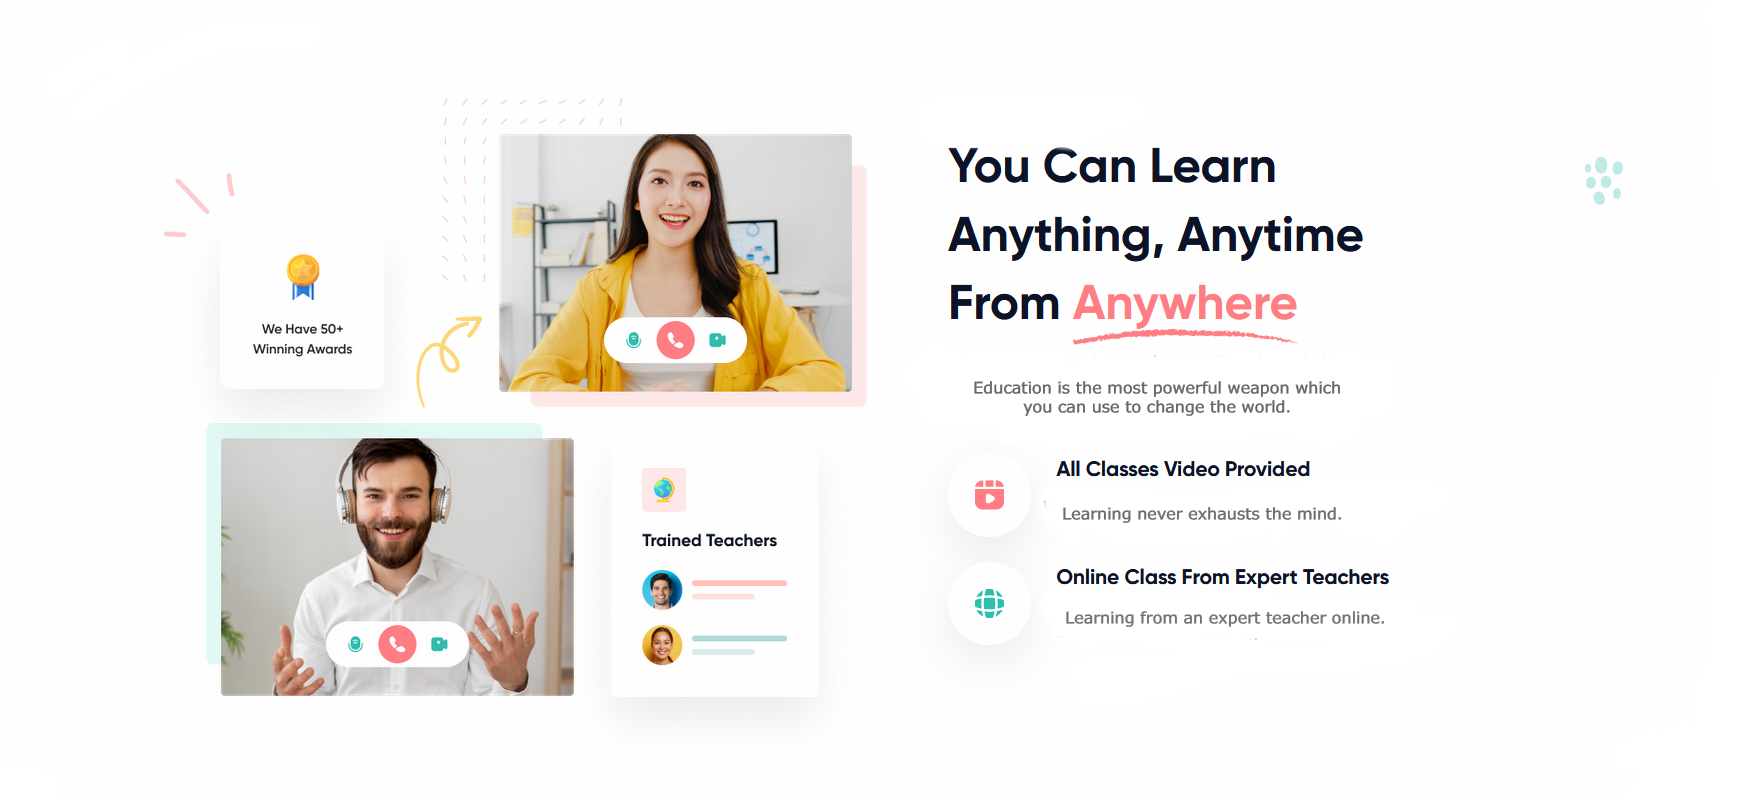 We Have 50+
Winning Awards
Trained Teachers
You Can Learn
Anything, Anytime
From Anywhere
Education is the most powerful weapon which
you can use to change the world.
All Classes Video Provided
Learning never exhausts the mind.
Online Class From Expert Teachers
Learning from an expert teacher online.